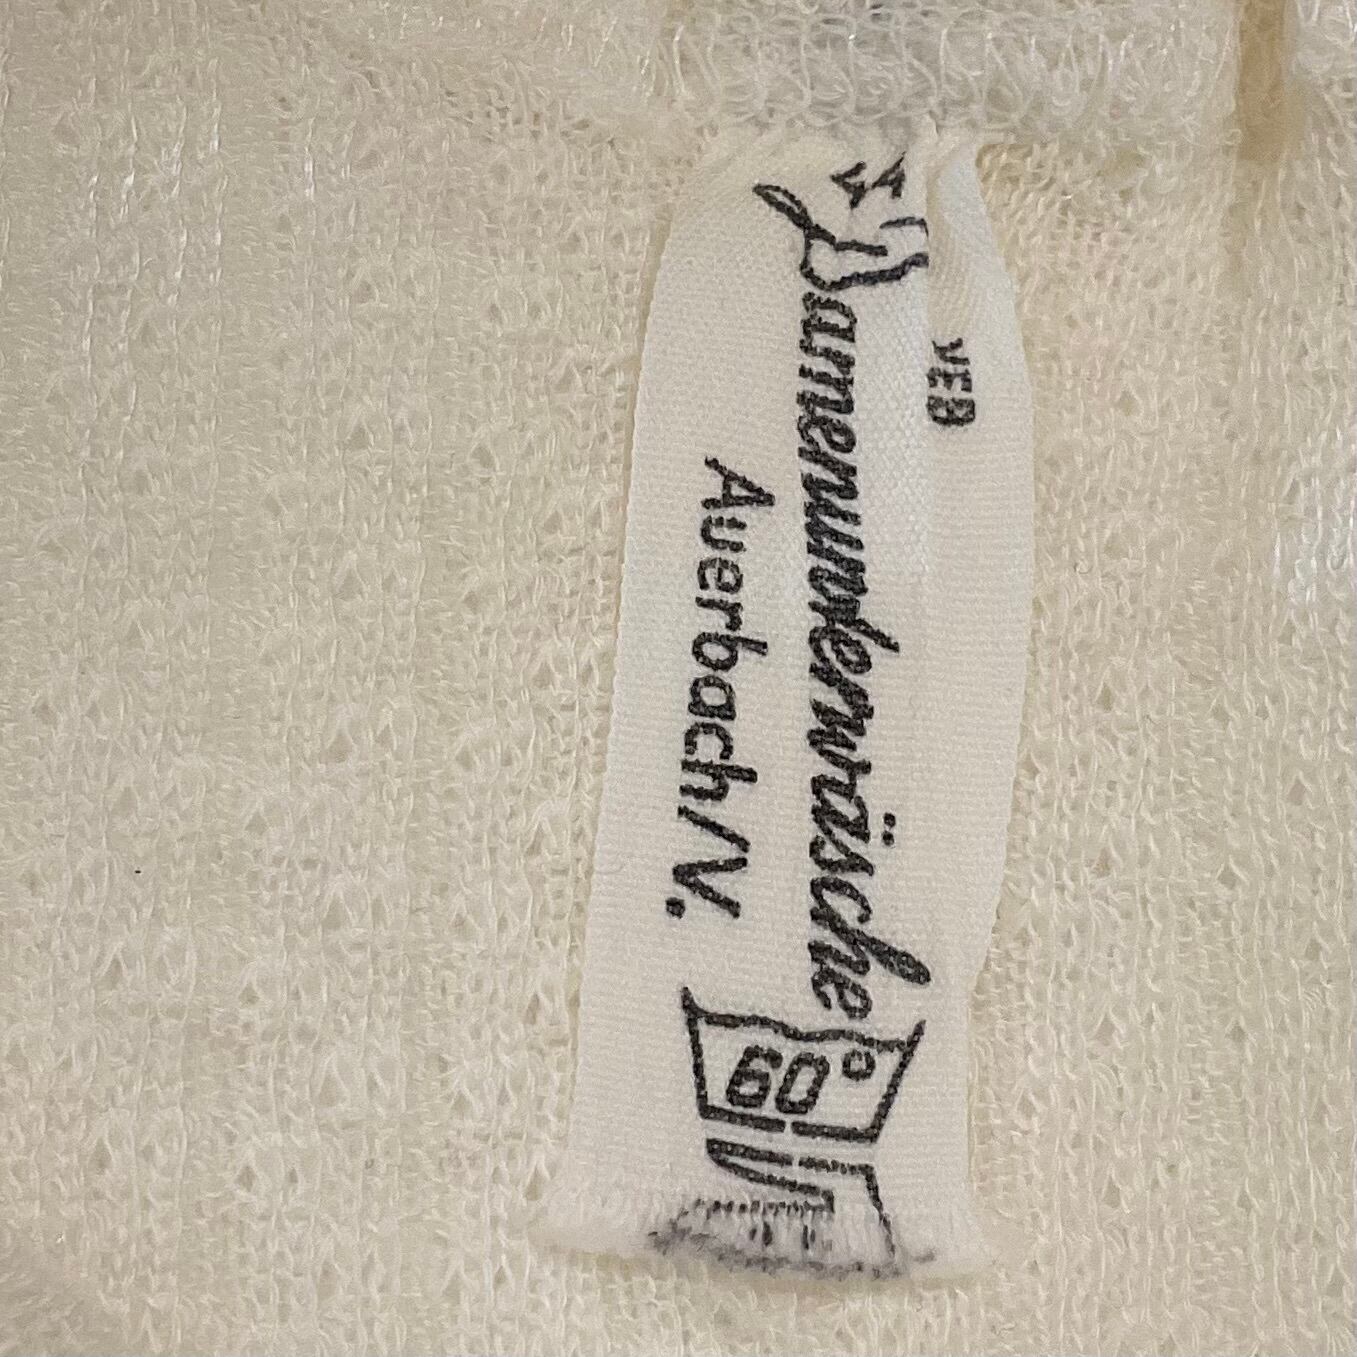 VEB
Damenunterwäsche
Auerbach/V.
60°